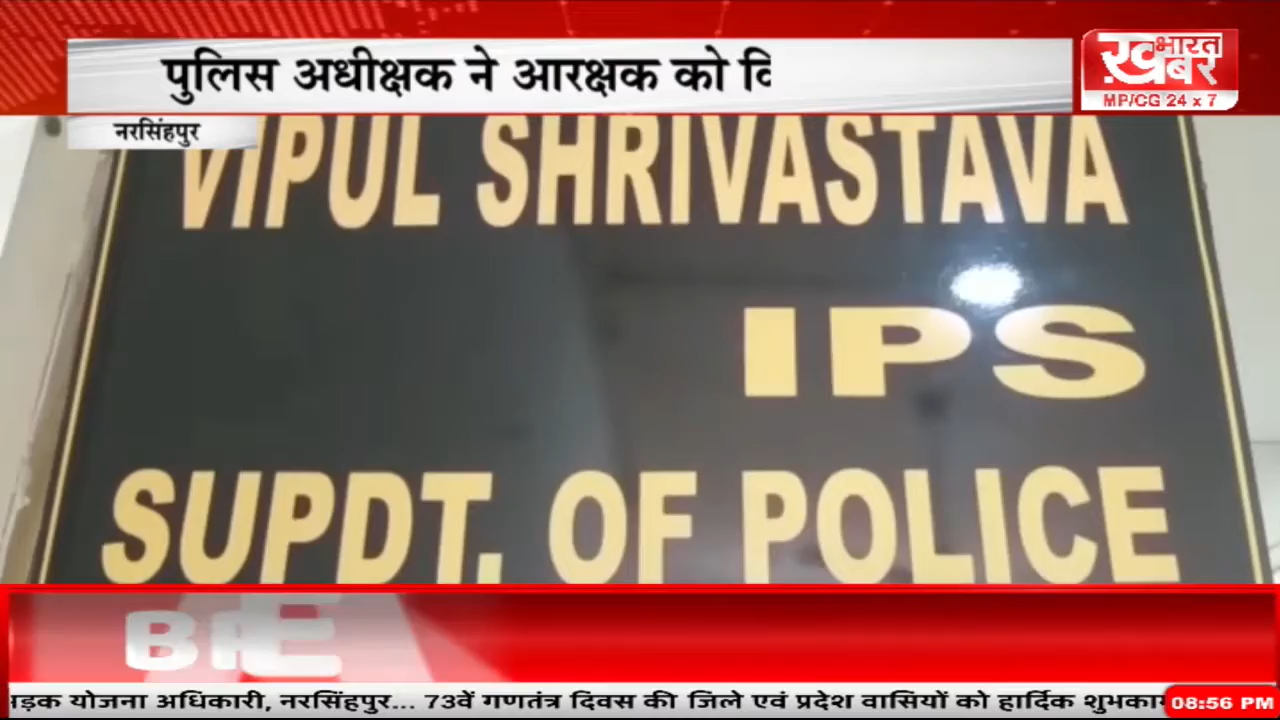 पुलिस अधीक्षक ने आरक्षक को
भारत
ख़बर
MP/CG 24 x 7
नरसिंहपुर
VIPUL SHRIVASTAVA
IPS
SUPDT. OF POLICE
योजना अधिकारी, नरसिंहपुर... 73वें गणतंत्र दिवस की जिले एवं प्रदेश वासियों को हार्दिक
08:56 PM